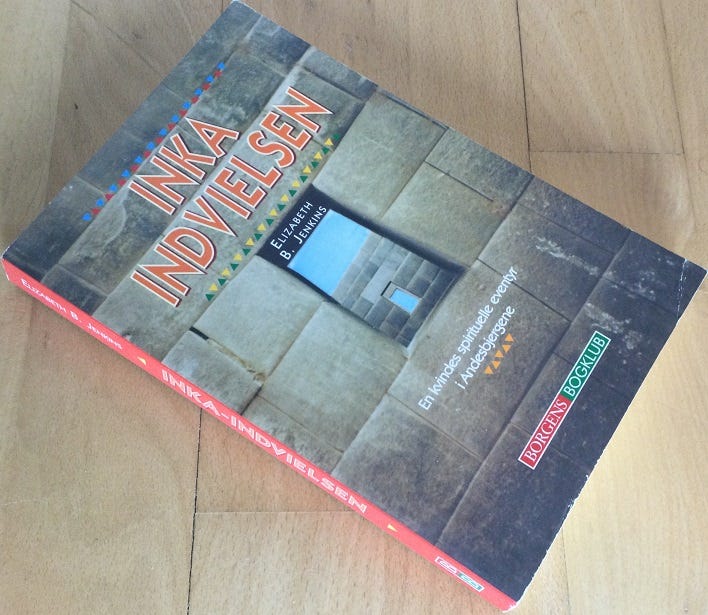 INKA
INDVIELSEN
ELIZABETH
B. JENKINS
En kvindes spirituelle eventyr
i Andesbjergene
BORGENS BOGKLUB
ELIZABETH B. JENKINS
INKA-INDVIELSEN